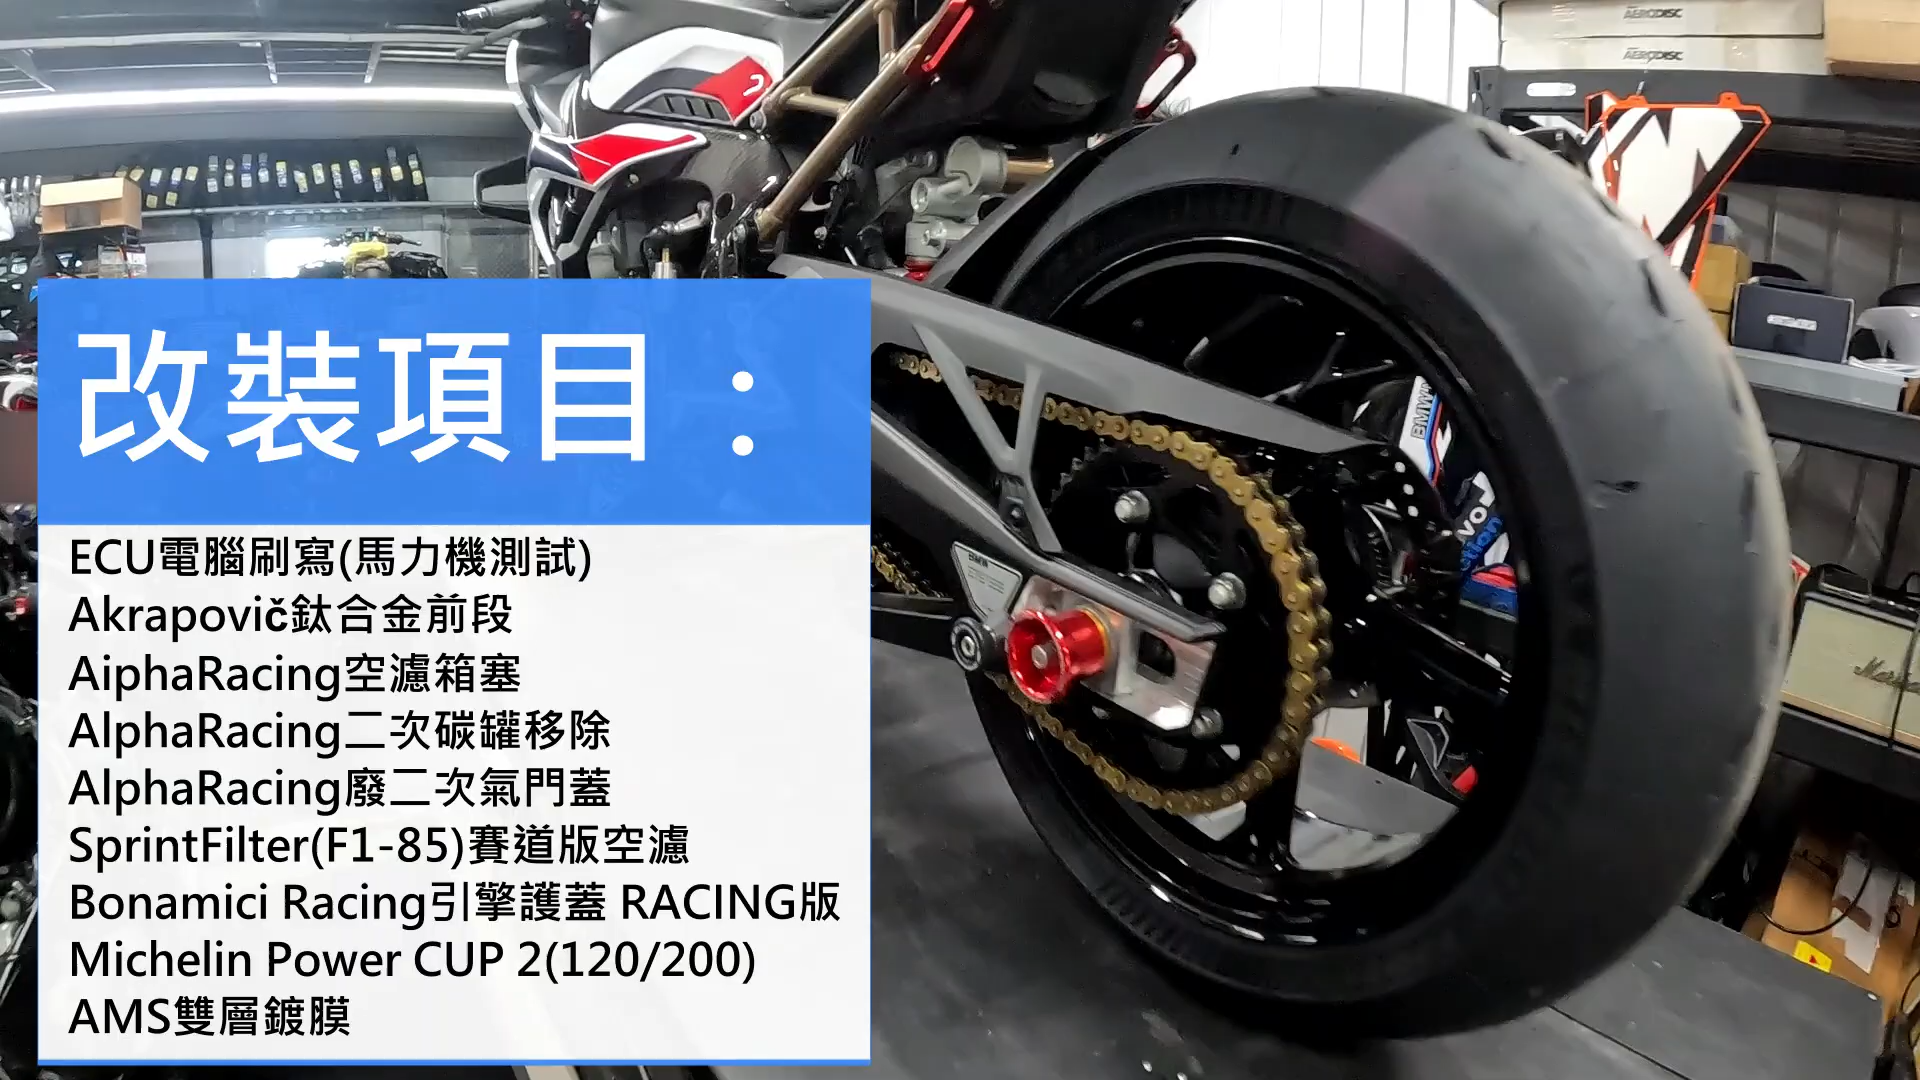 AERODISC
AERODISC
改裝項目：
ECU電腦刷寫(馬力機測試)
Akrapovič鈦合金前段
AiphaRacing空濾箱塞
AlphaRacing二次碳罐移除
AlphaRacing廢二次氣門蓋
SprintFilter(F1-85)賽道版空濾
Bonamici Racing引擎護蓋 RACING版
Michelin Power CUP 2(120/200)
AMS雙層鍍膜
BMW
BMW